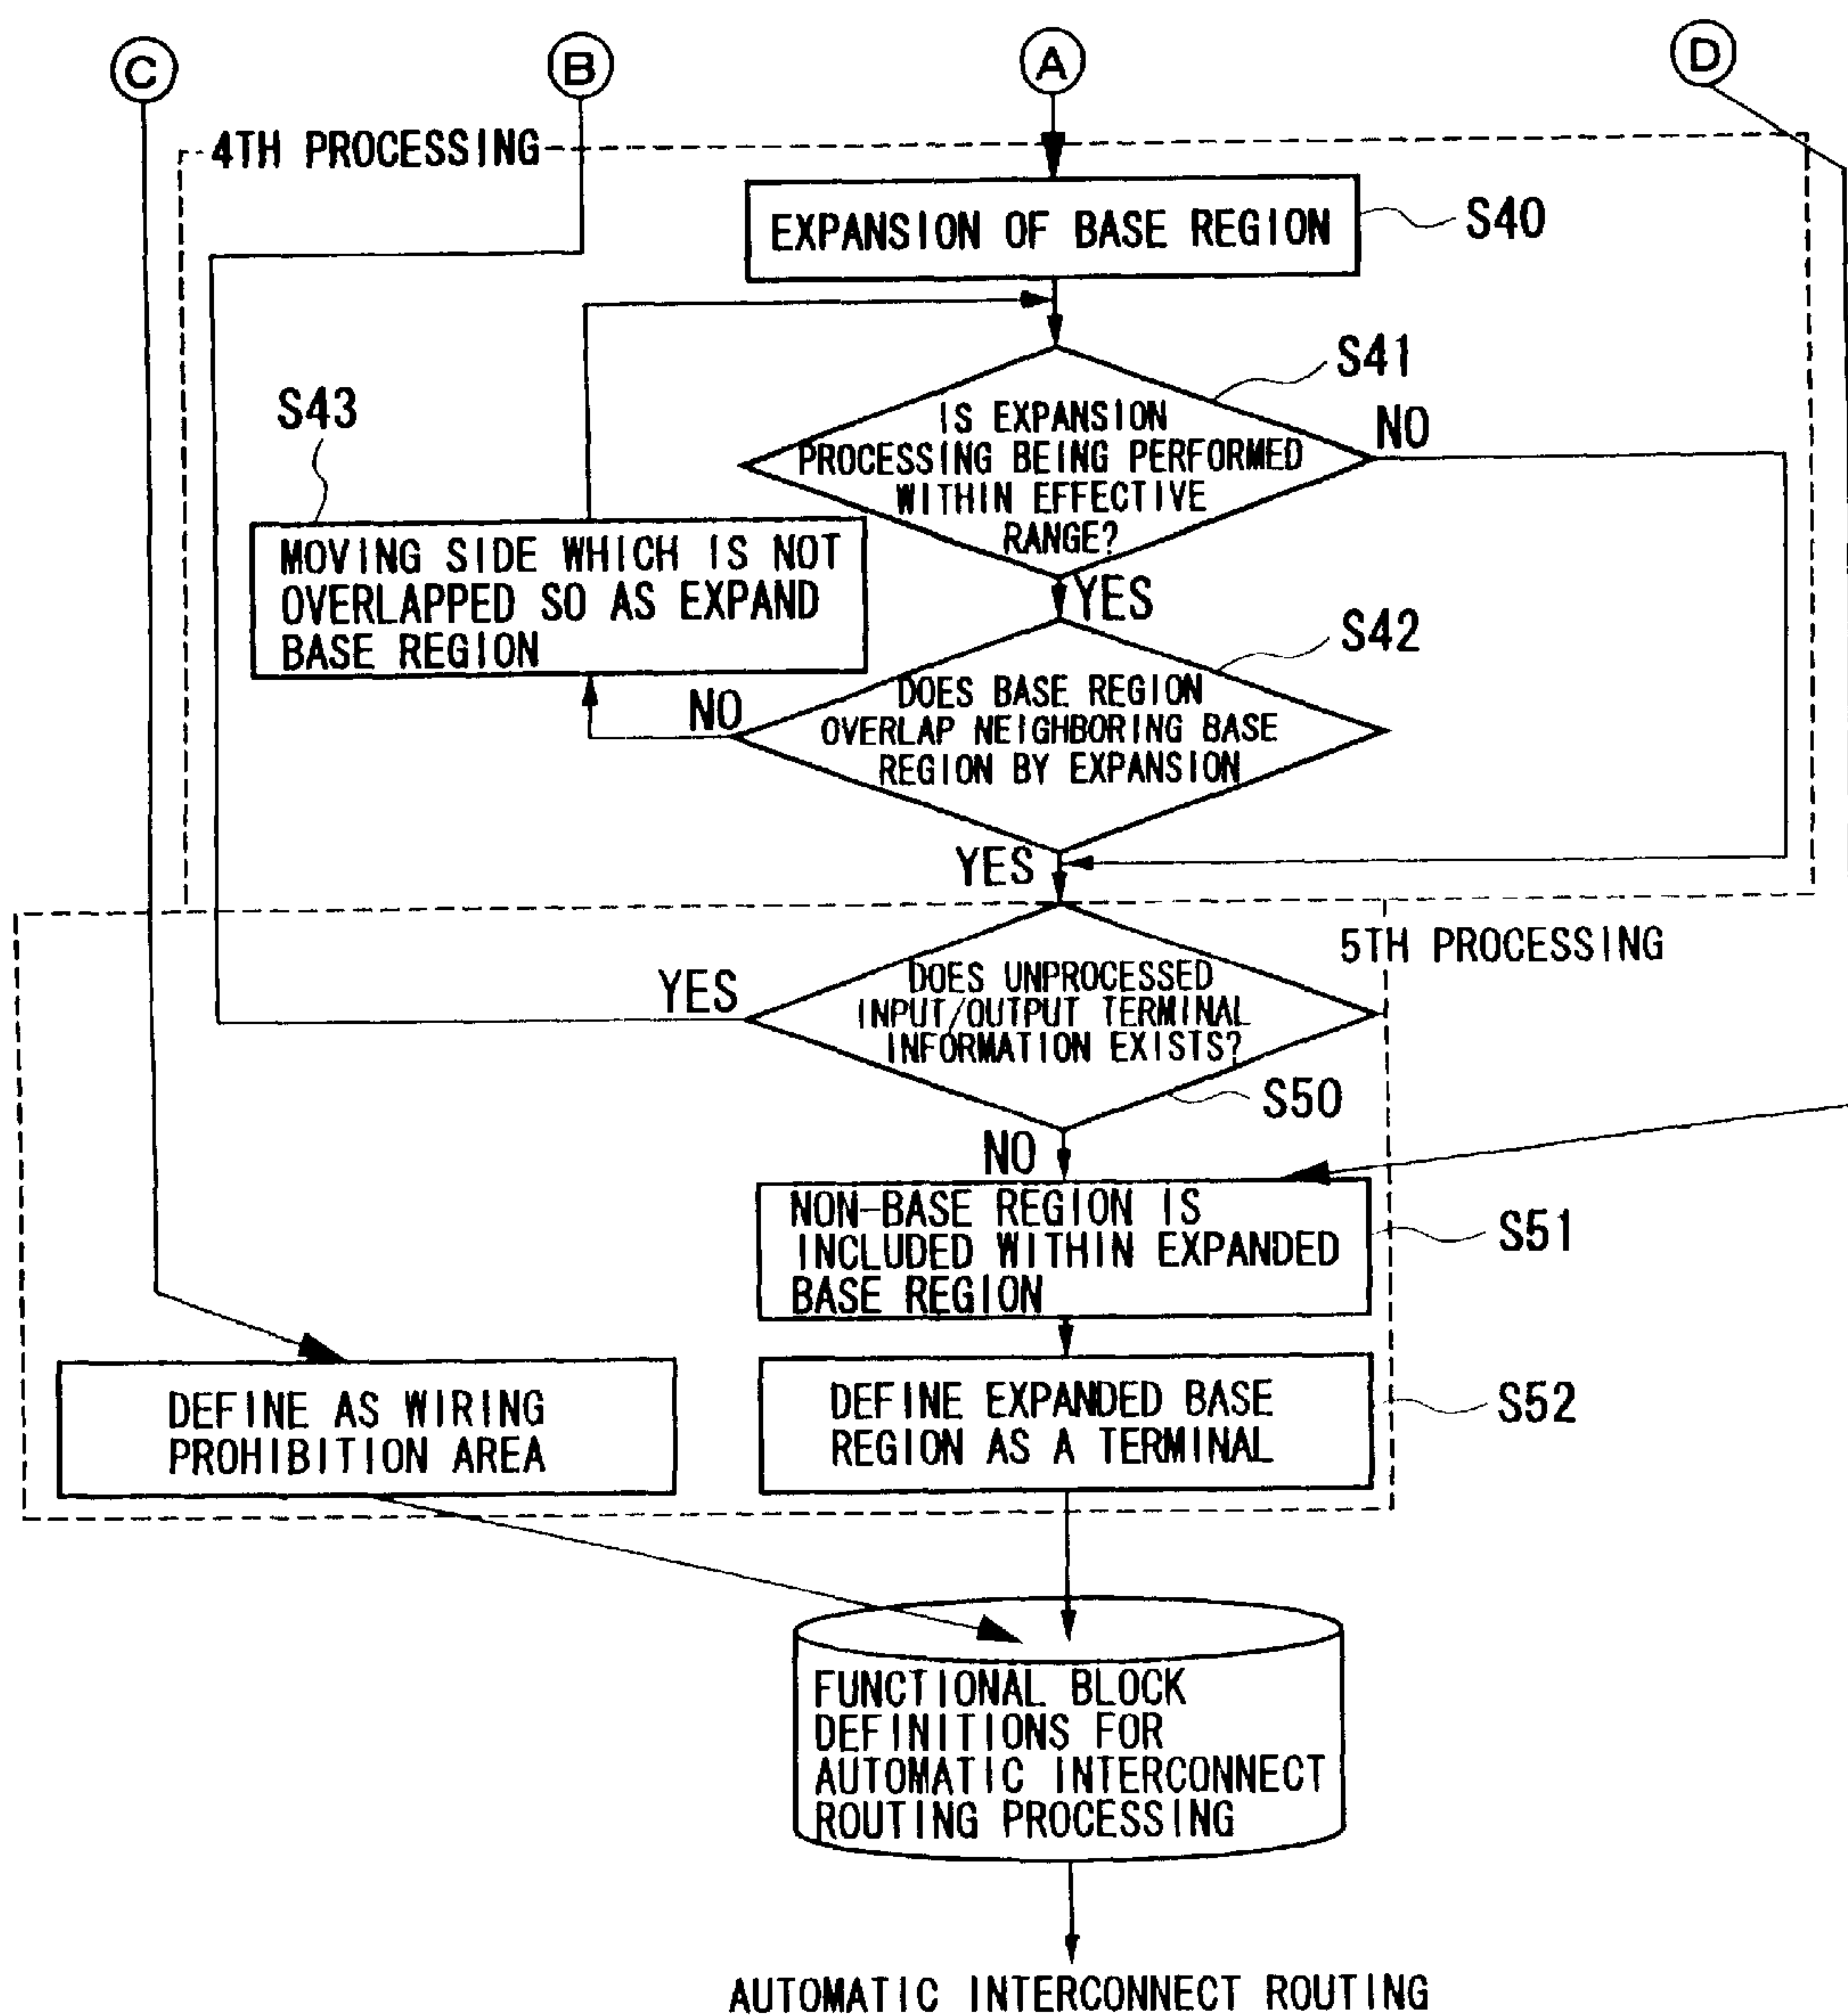 C
B
A
D
4TH PROCESSING
EXPANSION OF BASE REGION
S40
S41
IS EXPANSION
PROCESSING BEING PERFORMED
WITHIN EFFECTIVE
RANGE?
NO
S43
MOVING SIDE WHICH IS NOT
OVERLAPPED SO AS EXPAND
BASE REGION
YES
S42
DOES BASE REGION
OVERLAP NEIGHBORING BASE
REGION BY EXPANSION
NO
YES
5TH PROCESSING
DOES UNPROCESSED
INPUT/OUTPUT TERMINAL
INFORMATION EXISTS?
YES
S50
NO
NON-BASE REGION IS
INCLUDED WITHIN EXPANDED
BASE REGION
S51
DEFINE AS WIRING
PROHIBITION AREA
DEFINE EXPANDED BASE
REGION AS A TERMINAL
S52
FUNCTIONAL BLOCK
DEFINITIONS FOR
AUTOMATIC INTERCONNECT
ROUTING PROCESSING
AUTOMATIC INTERCONNECT ROUTING